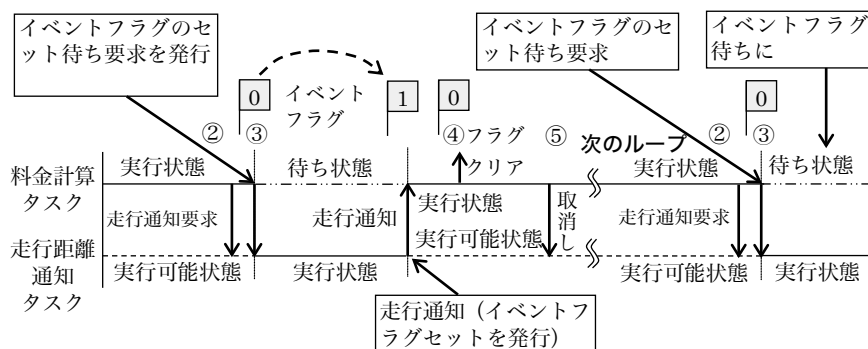 イベントフラグのセ
ット待ち要求を発行
イベントフラグのセ
ット待ち要求
イベントフラグ
待ちに
0
イベント
フラグ
1
0
0
②
③
④フラグ
クリア
⑤
次のループ
②
③
料金計算
タスク
実行状態
待ち状態
実行状態
実行状態
待ち状態
走行通知要求
走行通知
取消し
走行通知要求
走行距離
通知
タスク
実行可能状態
実行状態
実行可能状態
実行可能状態
実行状態
走行通知（イベントフ
ラグセットを発行）